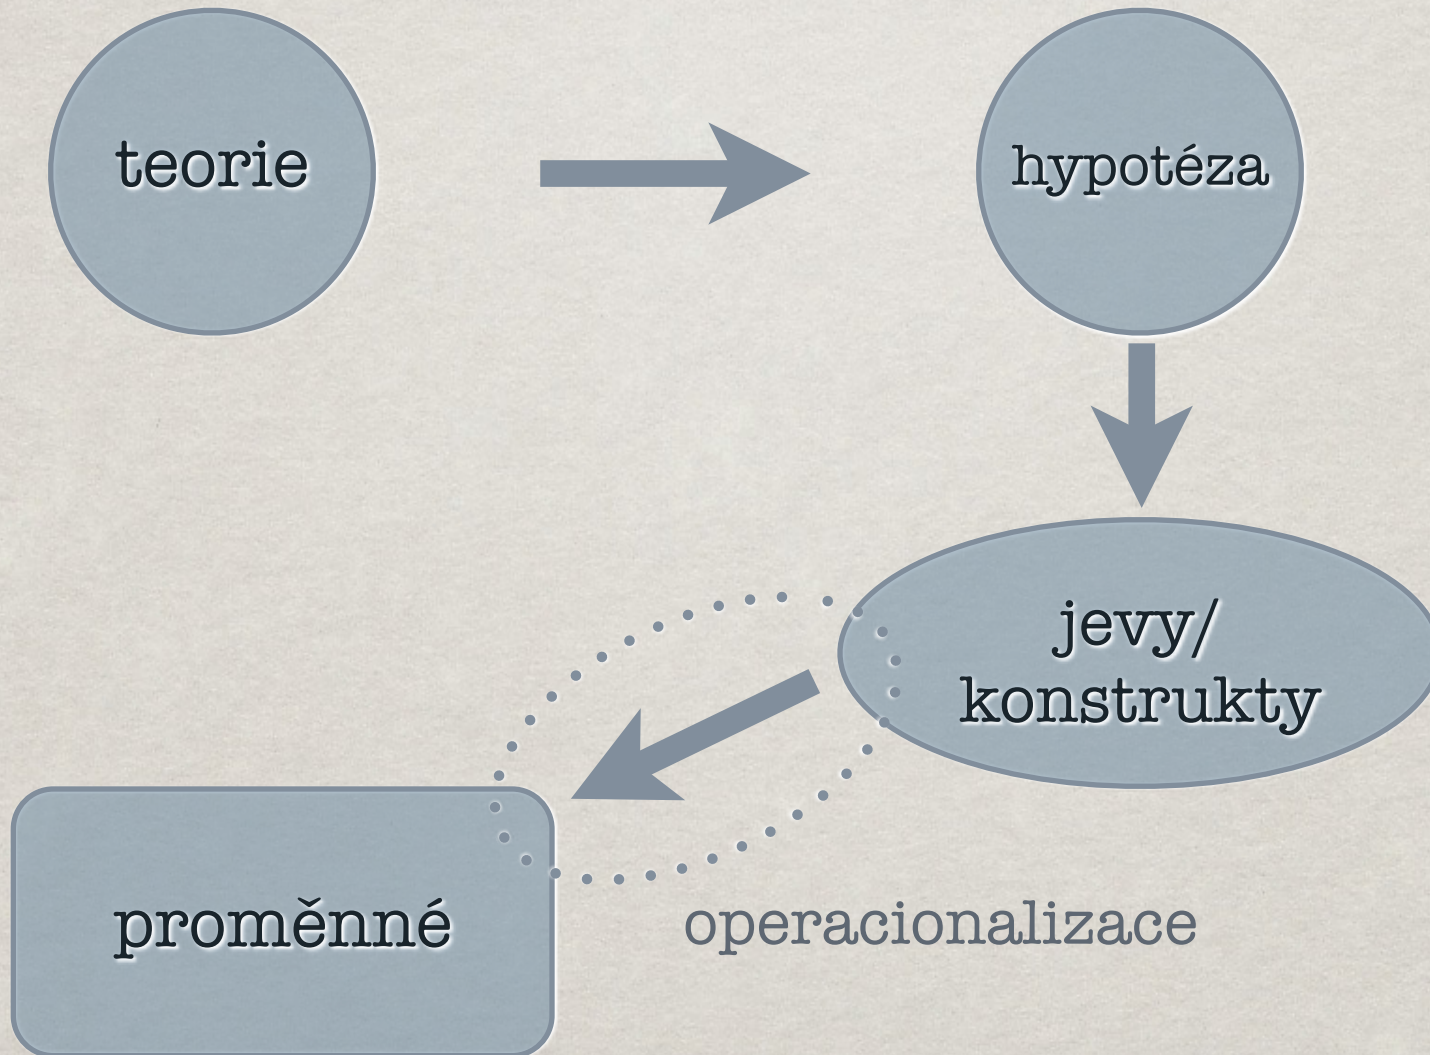 teorie
hypotéza
jevy/
konstrukty
proměnné
operacionalizace